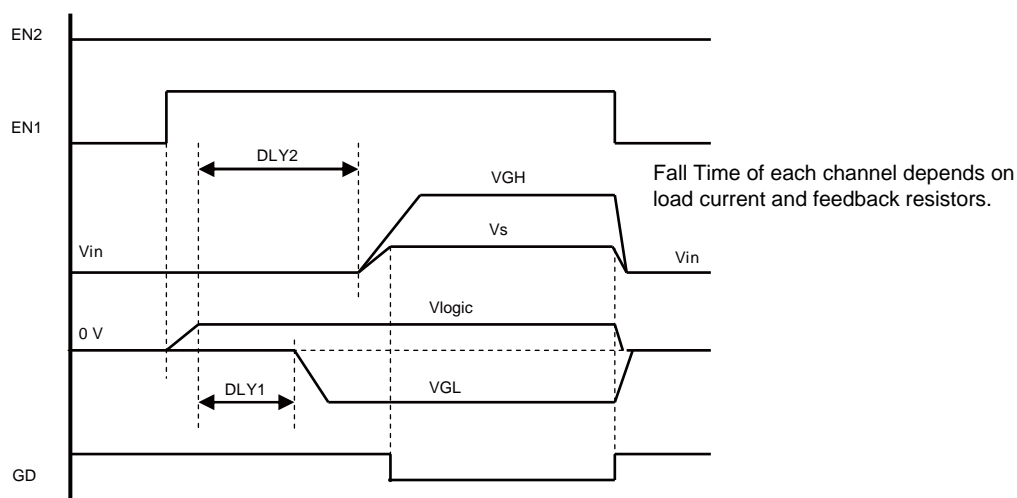 EN2
EN1
DLY2
Fall Time of each channel depends on
load current and feedback resistors.
VGH
Vs
Vin
Vin
Vlogic
0 V
DLY1
VGL
GD